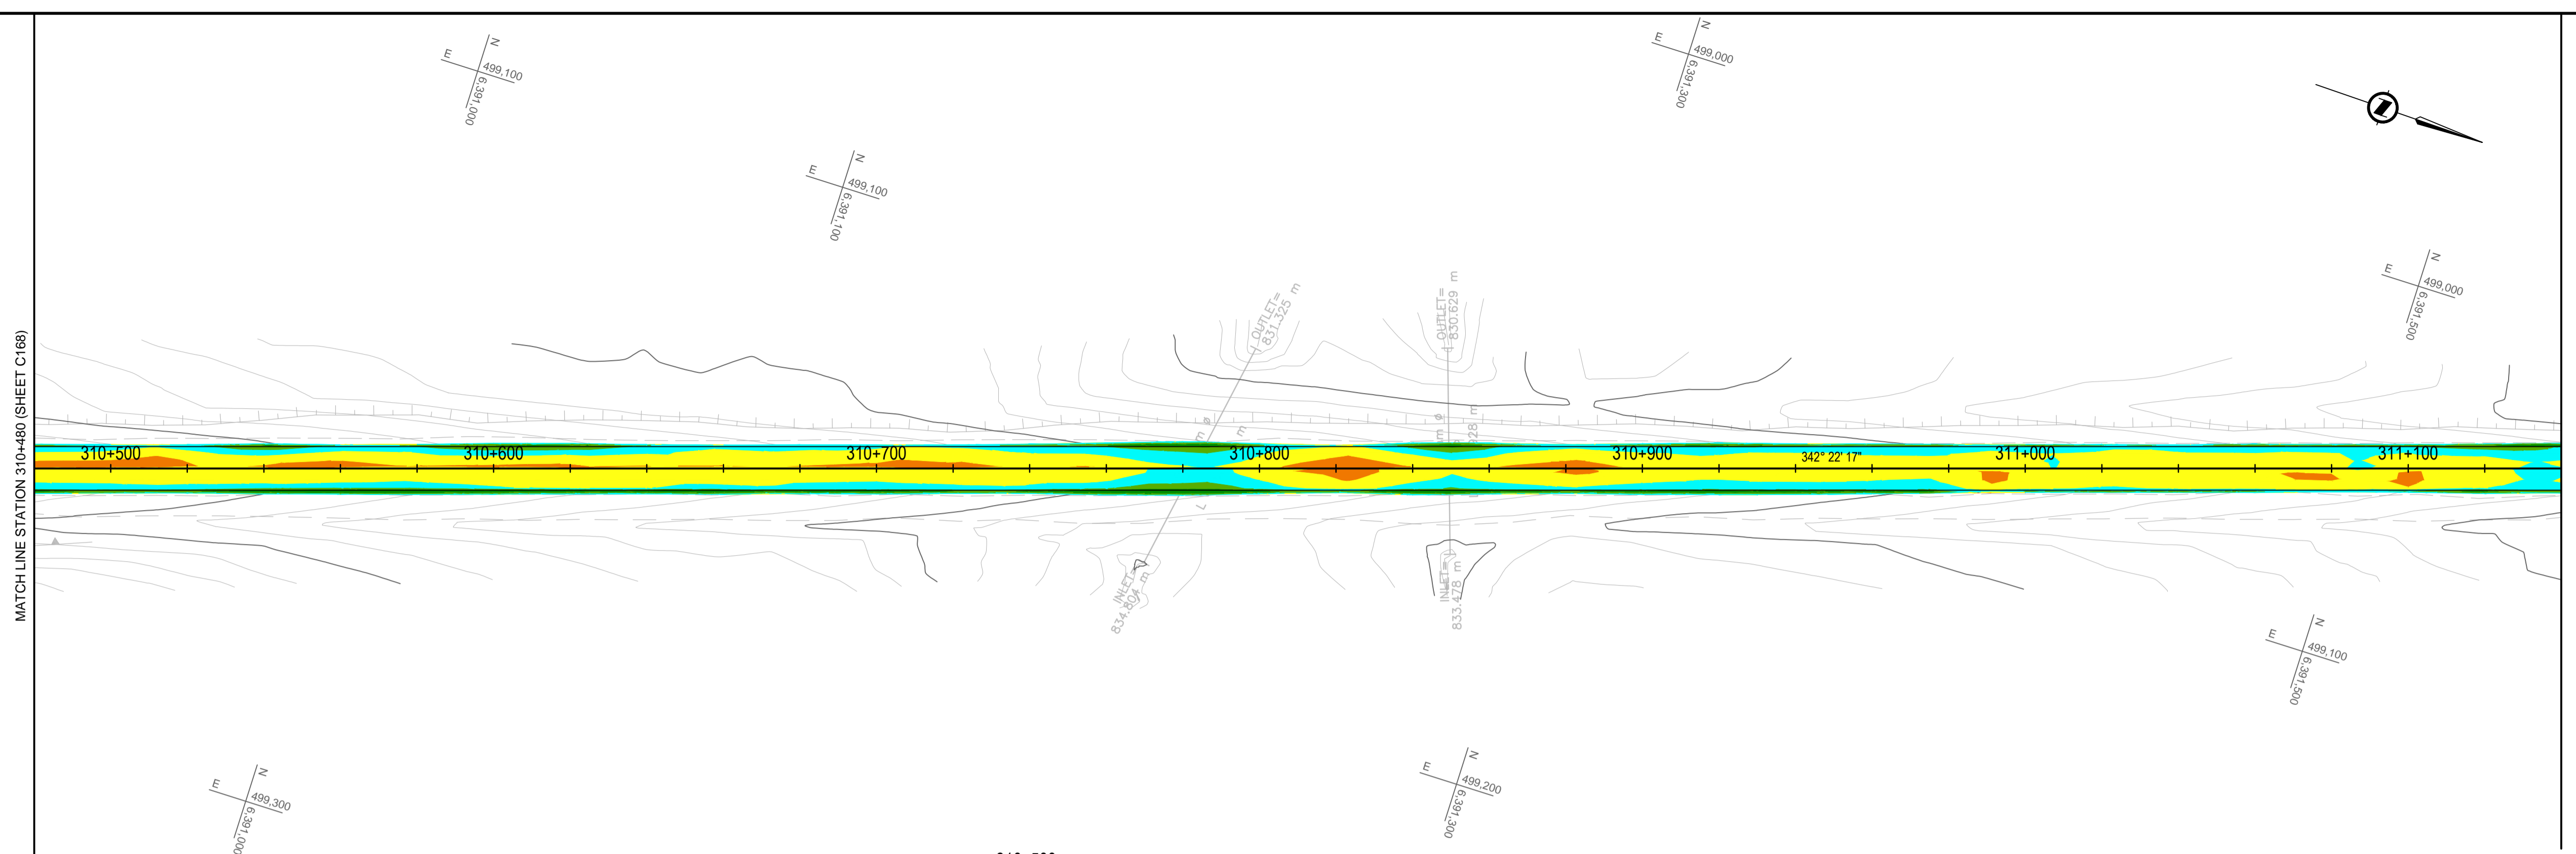 MATCH LINE STATION 310+480 (SHEET C168)
N
E
499,100
6,391,000
N
E
499,100
6,391,100
N
E
499,000
6,391,300
N
E
499,000
6,391,500
OUTLET=
831.325 m
OUTLET=
830.629 m
m ø
m
m ø
310+500
310+600
310+700
310+800
310+900
342° 22' 17"
311+000
311+100
INLET=
834.804 m
INLET=
833.478 m
N
E
499,100
6,391,500
N
E
499,300
N
E
499,200
6,391,300